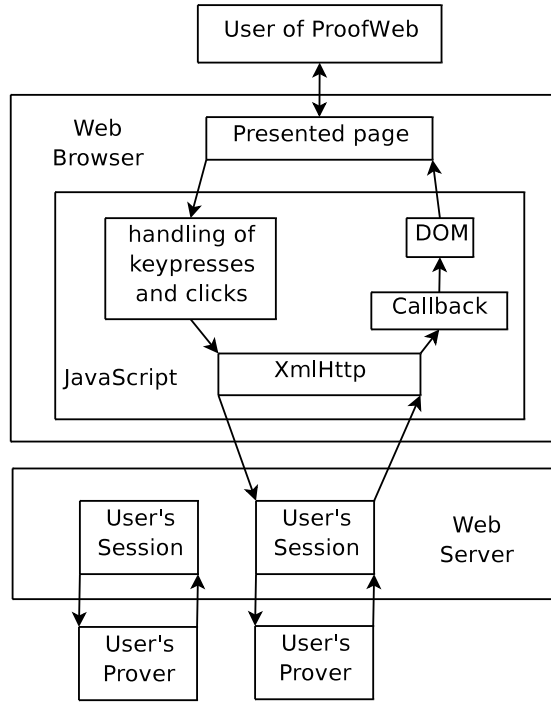 User of ProofWeb
Web
Browser
Presented page
handling of
keypresses
and clicks
DOM
Callback
JavaScript
XmlHttp
User's
Session
User's
Session
Web
Server
User's
Prover
User's
Prover